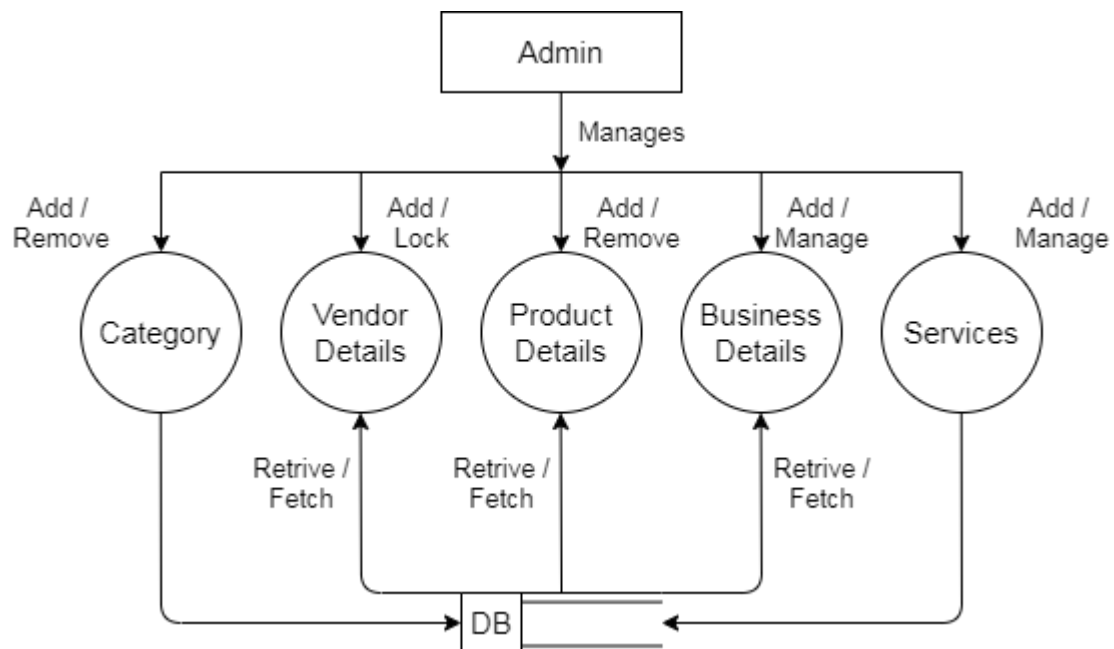 Admin
Manages
Add /
Remove
Add /
Lock
Add /
Remove
Add /
Manage
Add /
Manage
Category
Vendor
Details
Product
Details
Business
Details
Services
Retrive /
Fetch
Retrive /
Fetch
Retrive /
Fetch
DB